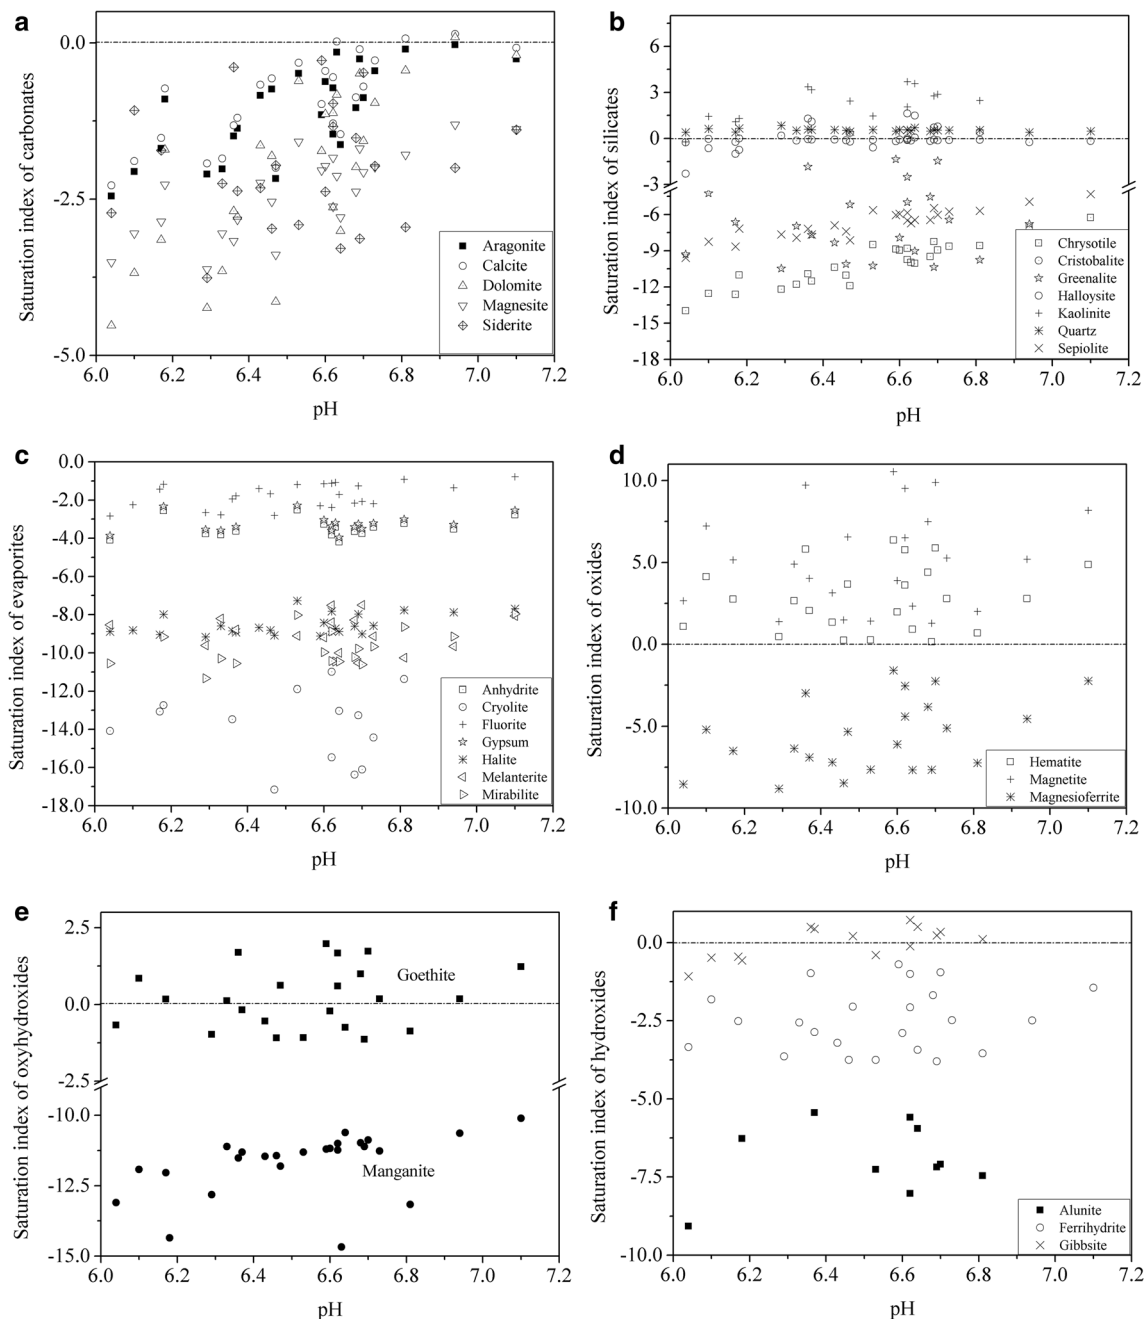 a
0.0
-2.5
-5.0
Saturation index of carbonates
Aragonite
Calcite
Dolomite
Magnesite
Siderite
6.0 6.2 6.4 6.6 6.8 7.0 7.2
pH
b
6
3
0
-3
-6
-9
-12
-15
-18
Saturation index of silicates
Chrysotile
Cristobalite
Greenalite
Halloysite
Kaolinite
Quartz
Sepiolite
6.0 6.2 6.4 6.6 6.8 7.0 7.2
pH
c
0.0
-2.0
-4.0
-6.0
-8.0
-10.0
-12.0
-14.0
-16.0
-18.0
Saturation index of evaporites
Anhydrite
Cryolite
Fluorite
Gypsum
Halite
Melanterite
Mirabilite
6.0 6.2 6.4 6.6 6.8 7.0 7.2
pH
d
10.0
5.0
0.0
-5.0
-10.0
Saturation index of oxides
Hematite
Magnetite
Magnesioferrite
6.0 6.2 6.4 6.6 6.8 7.0 7.2
pH
e
2.5
0.0
-2.5
-10.0
-12.5
-15.0
Saturation index of oxyhydroxides
Goethite
Manganite
6.0 6.2 6.4 6.6 6.8 7.0 7.2
pH
f
0.0
-2.5
-5.0
-7.5
-10.0
Saturation index of hydroxides
Alunite
Ferrihydrite
Gibbsite
6.0 6.2 6.4 6.6 6.8 7.0 7.2
pH